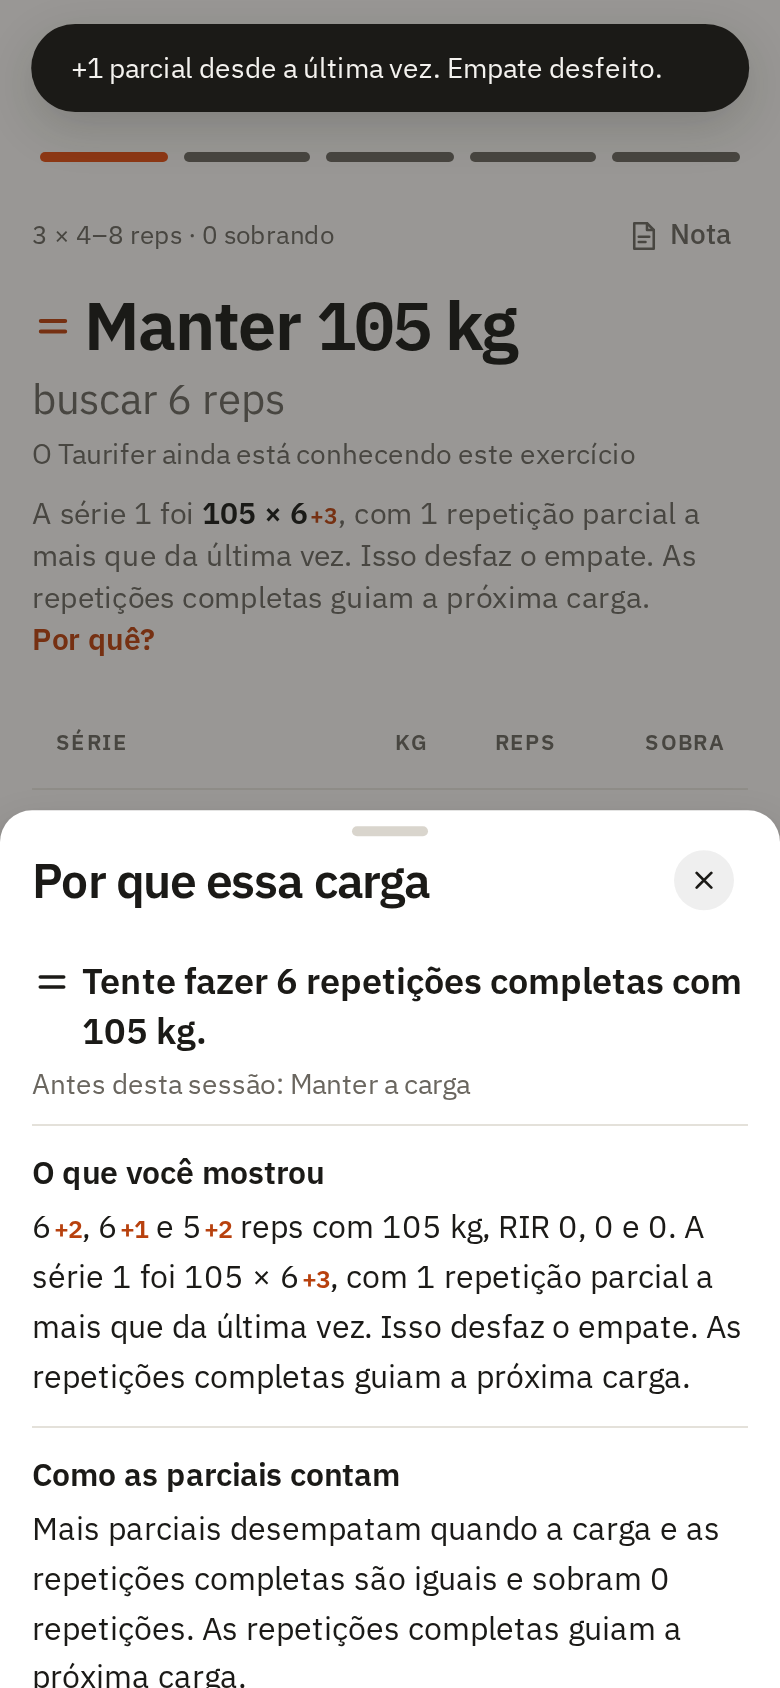 +1 parcial desde a última vez. Empate desfeito.
3 × 4–8 reps · 0 sobrando
Nota
= Manter 105 kg
buscar 6 reps
O Taurifer ainda está conhecendo este exercício
A série 1 foi 105 × 6+3, com 1 repetição parcial a
mais que da última vez. Isso desfaz o empate. As
repetições completas guiam a próxima carga.
Por quê?
SÉRIE KG REPS SOBRA
Por que essa carga
= Tente fazer 6 repetições completas com
105 kg.
Antes desta sessão: Manter a carga
O que você mostrou
6+2, 6+1 e 5+2 reps com 105 kg, RIR 0, 0 e 0. A
série 1 foi 105 × 6+3, com 1 repetição parcial a
mais que da última vez. Isso desfaz o empate. As
repetições completas guiam a próxima carga.
Como as parciais contam
Mais parciais desempatam quando a carga e as
repetições completas são iguais e sobram 0
repetições. As repetições completas guiam a
próxima carga.